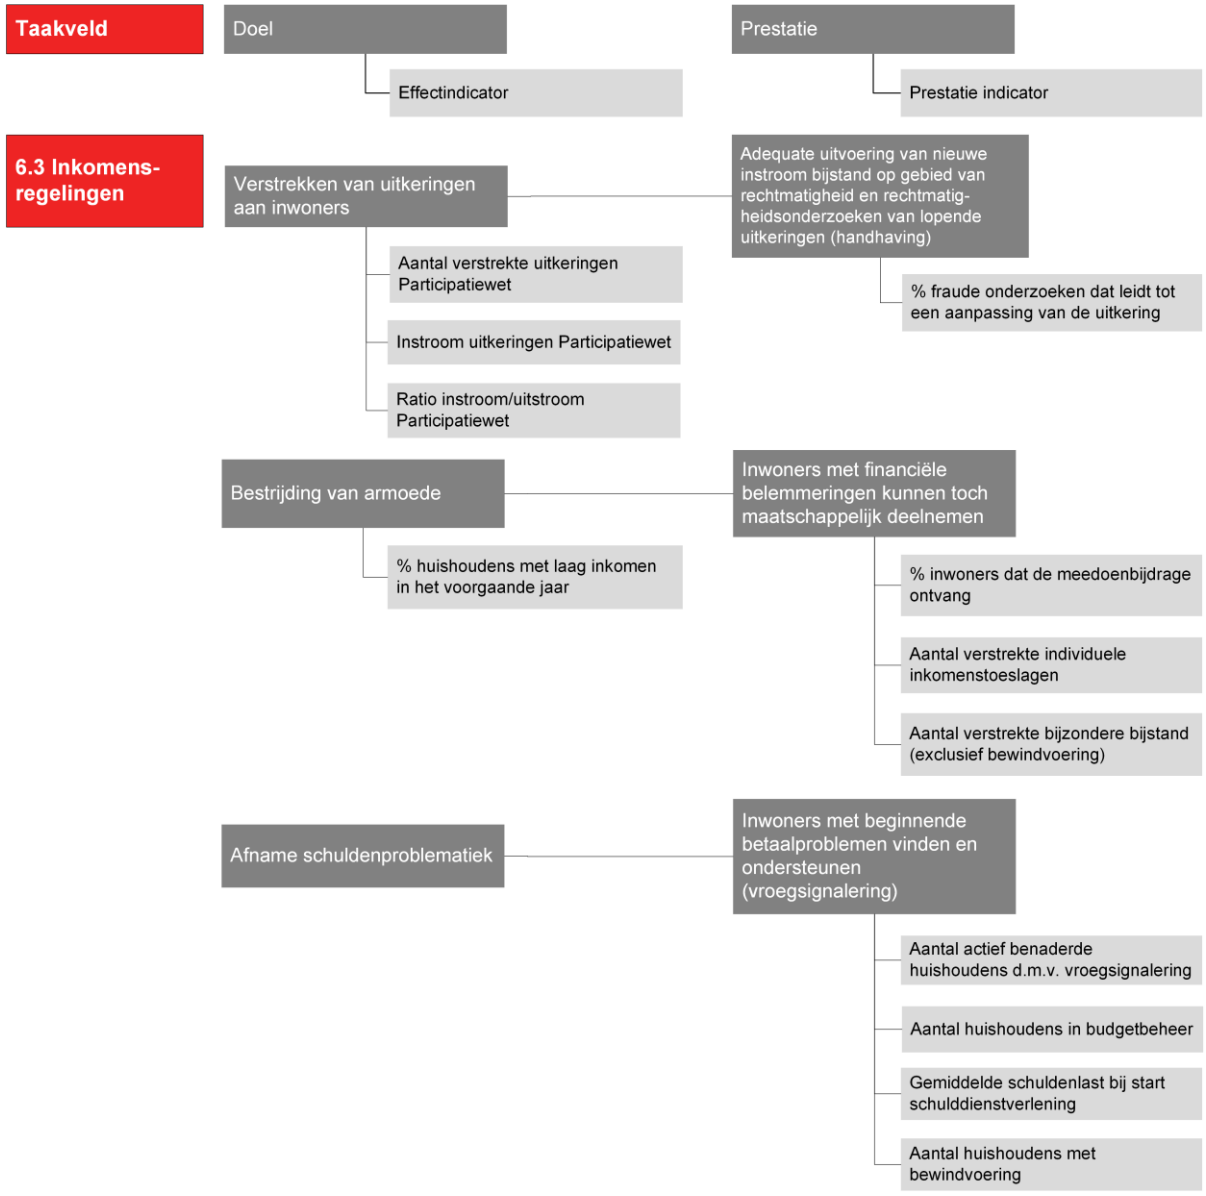 Taakveld
Doel
Prestatie
Effectindicator
Prestatie indicator
6.3 Inkomens-
regelingen
Verstrekken van uitkeringen
aan inwoners
Adequate uitvoering van nieuwe
instroom bijstand op gebied van
rechtmatigheid en rechtmatig-
heidsonderzoeken van lopende
uitkeringen (handhaving)
Aantal verstrekte uitkeringen
Participatiewet
Instroom uitkeringen Participatiewet
Ratio instroom/uitstroom
Participatiewet
% fraude onderzoeken dat leidt tot
een aanpassing van de uitkering
Bestrijding van armoede
Inwoners met financiële
belemmeringen kunnen toch
maatschappelijk deelnemen
% huishoudens met laag inkomen
in het voorgaande jaar
% inwoners dat de meedoenbijdrage
ontvang
Aantal verstrekte individuele
inkomenstoeslagen
Aantal verstrekte bijzondere bijstand
(exclusief bewindvoering)
Afname schuldenproblematiek
Inwoners met beginnende
betaalproblemen vinden en
ondersteunen
(vroegsignalering)
Aantal actief benaderde
huishoudens d.m.v. vroegsignalering
Aantal huishoudens in budgetbeheer
Gemiddelde schuldenlast bij start
schulddienstverlening
Aantal huishoudens met
bewindvoering